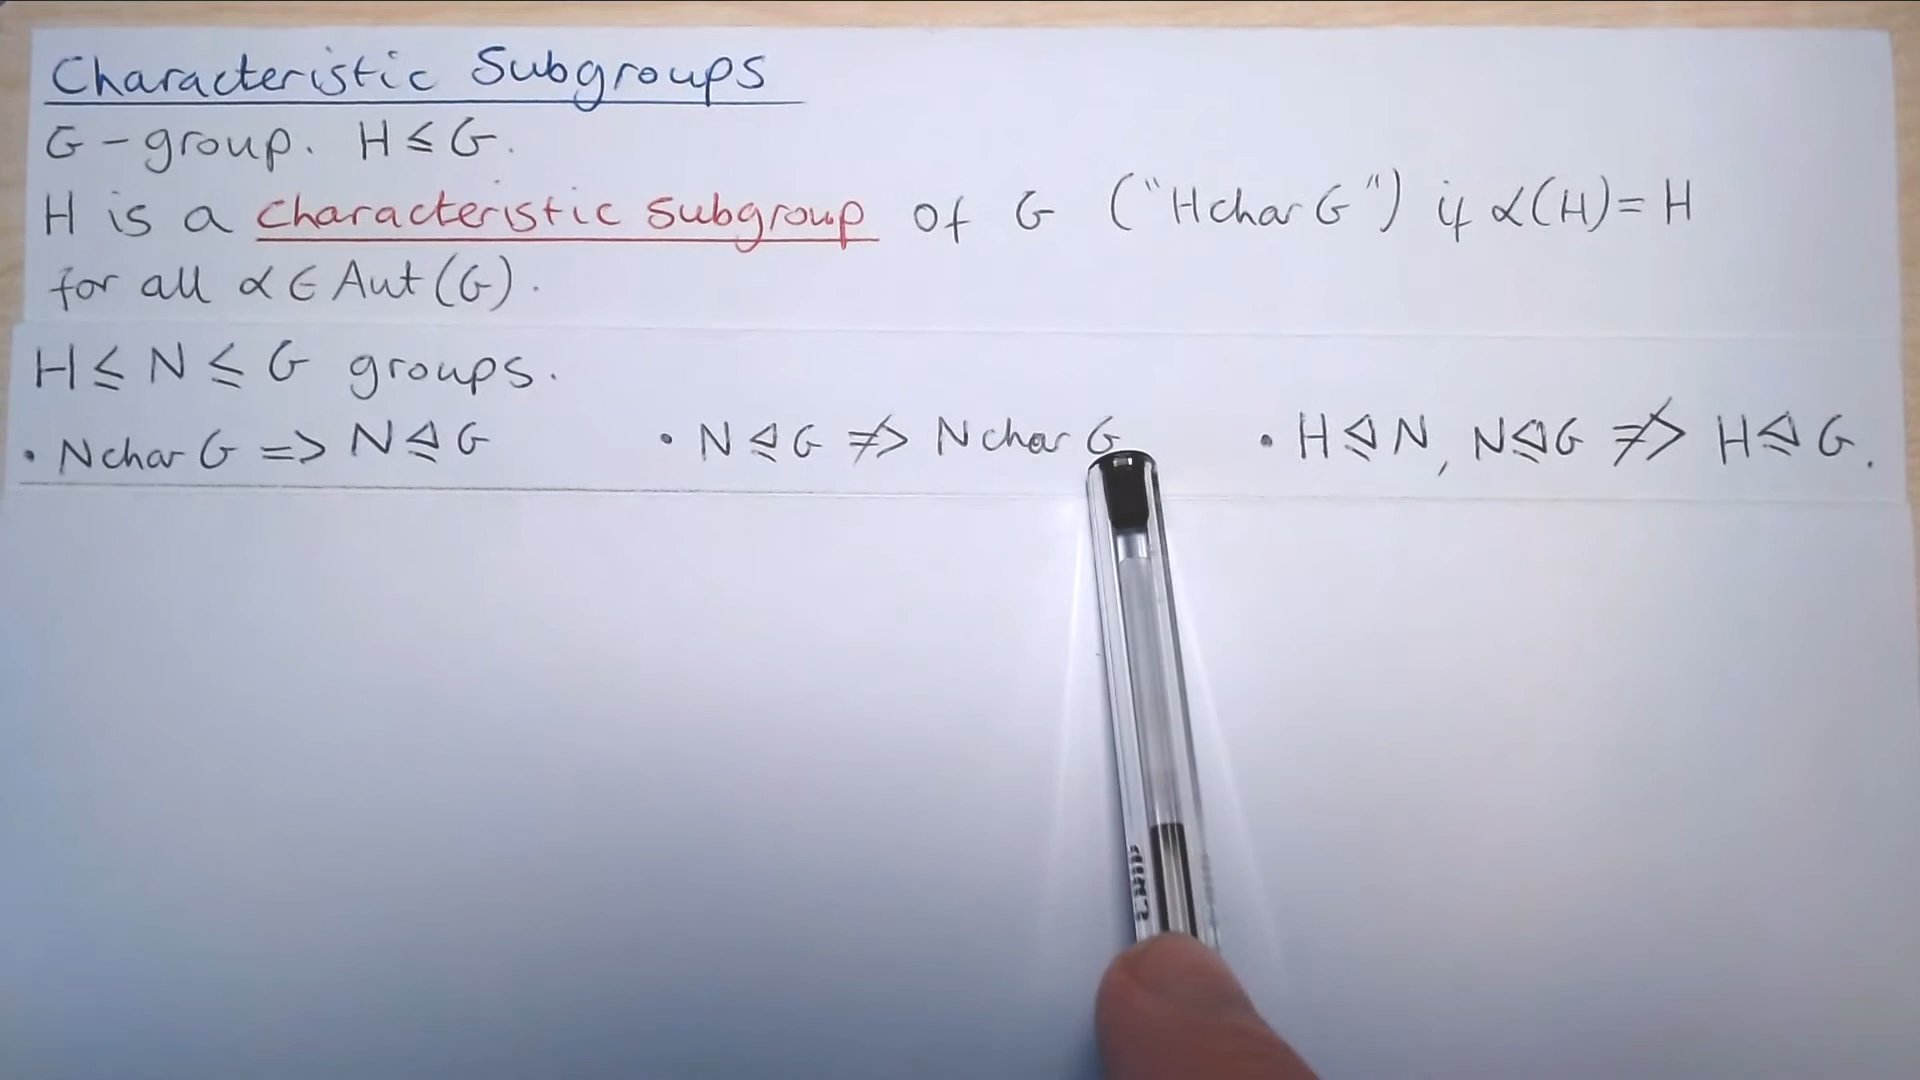 Characteristic Subgroups
G - group. H ≤ G.
H is a characteristic subgroup of G ("H char G") if α(H) = H
for all α ∈ Aut(G).
H ≤ N ≤ G groups.
• N char G => N ⊴ G • N ⊴ G ≠> N char G • H ⊴ N, N ⊴ G ≠> H ⊴ G.